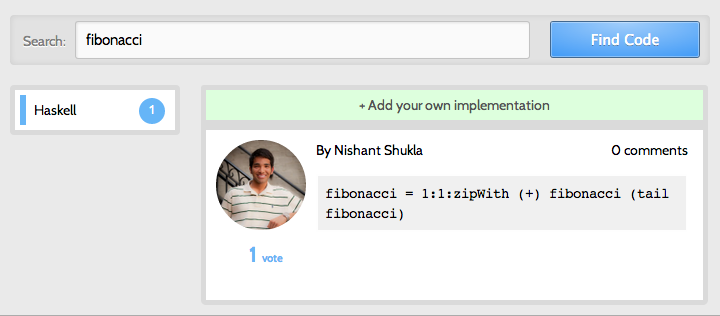 Search: fibonacci Find Code
Haskell 1
+ Add your own implementation
By Nishant Shukla 0 comments
fibonacci = 1:1:zipWith (+) fibonacci (tail
fibonacci)
1 vote